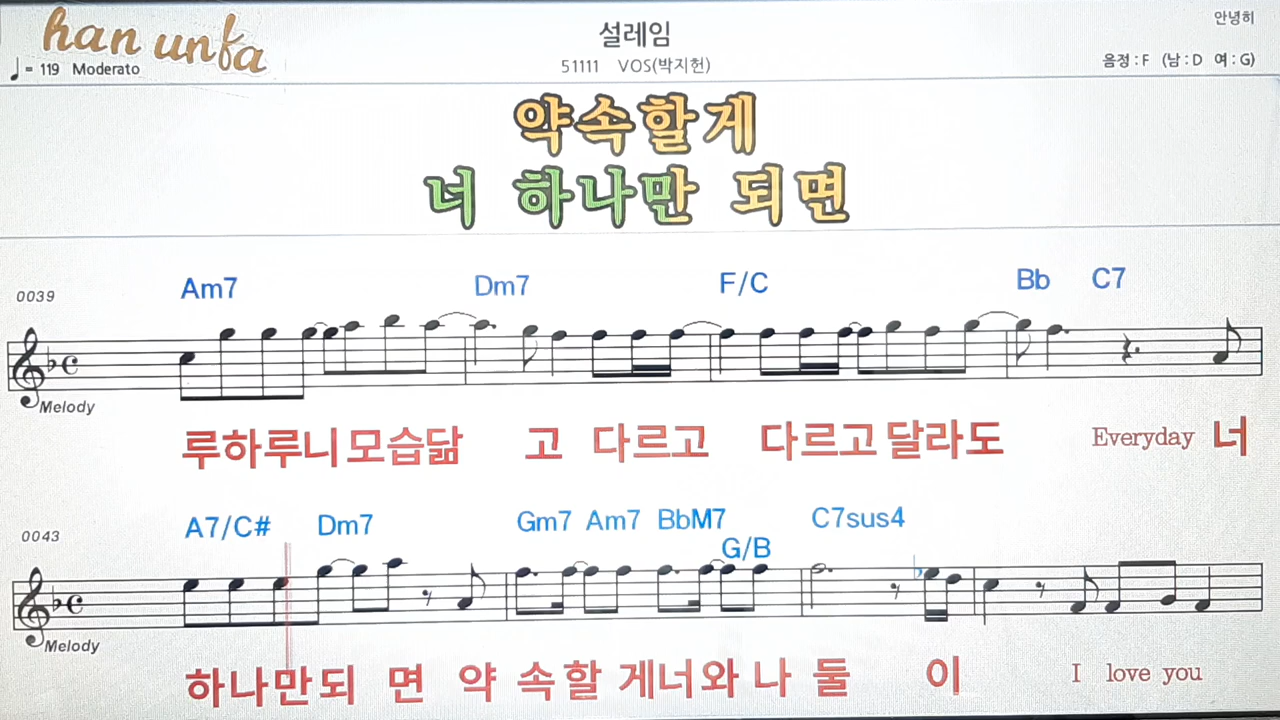 han unfa
♩= 119 Moderato
설레임
51111 VOS(박지헌)
안녕히
음정 : F (남 : D 여 : G)
약속할게
너 하나만 되면
0039
Am7 Dm7 F/C Bb C7
Melody
루하루니모습닮 고 다르고 다르고달라도 Everyday 너
0043
A7/C# Dm7 Gm7 Am7 BbM7 G/B C7sus4
Melody
하나만되 면 약 속할 게너와 나 둘 이 I love you